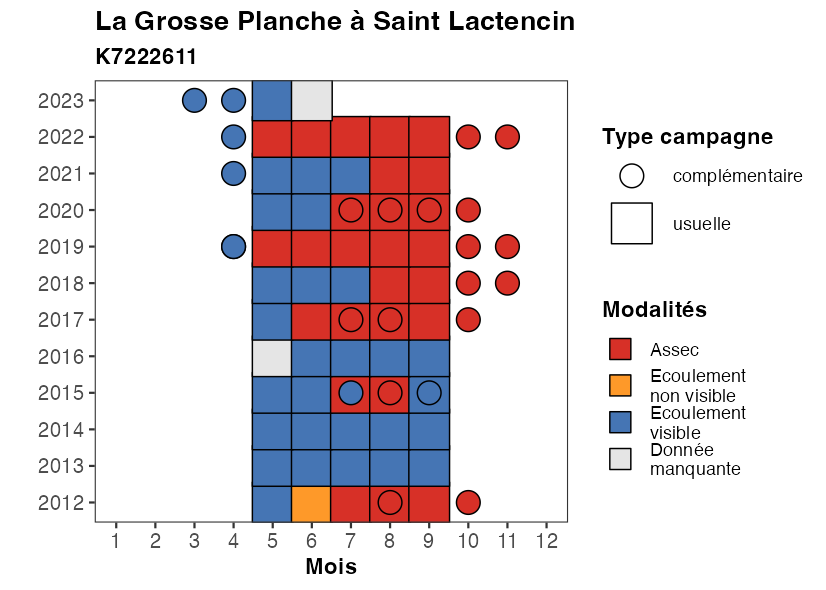 La Grosse Planche à Saint Lactencin
K7222611
2023
2022
2021
2020
2019
2018
2017
2016
2015
2014
2013
2012
1 2 3 4 5 6 7 8 9 10 11 12
Mois
Type campagne
complémentaire
usuelle
Modalités
Assec
Ecoulement
non visible
Ecoulement
visible
Donnée
manquante